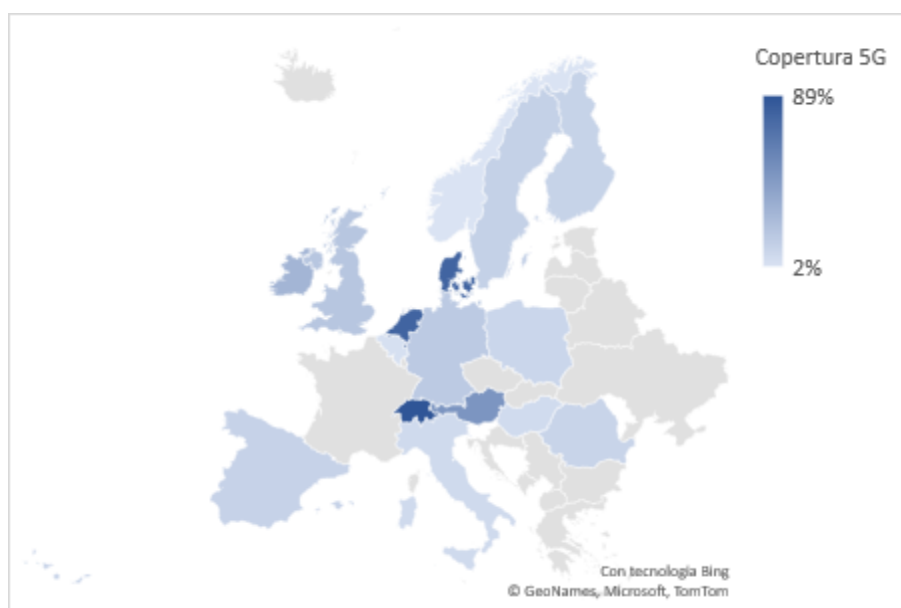 Copertura 5G
89%
2%
Con tecnologia Bing
© GeoNames, Microsoft, TomTom